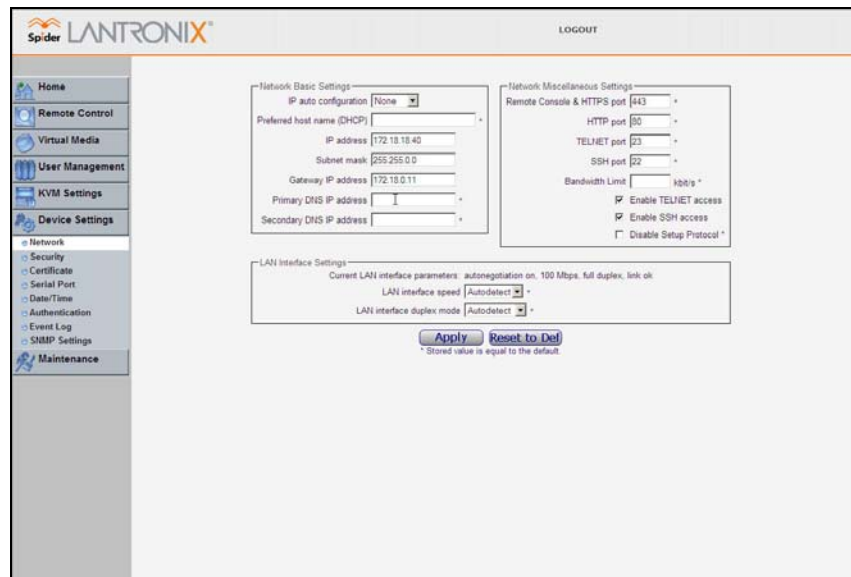 Spider LANTRONIX®
LOGOUT
Home
Remote Control
Virtual Media
User Management
KVM Settings
Device Settings
Network
Security
Certificate
Serial Port
Date/Time
Authentication
Event Log
SNMP Settings
Maintenance
Network Basic Settings
IP auto configuration None
Preferred host name (DHCP) *
IP address 172.18.18.40
Subnet mask 255.255.0.0
Gateway IP address 172.18.0.11
Primary DNS IP address *
Secondary DNS IP address *
Network Miscellaneous Settings
Remote Console & HTTPS port 443 *
HTTP port 80 *
TELNET port 23 *
SSH port 22 *
Bandwidth Limit kbit/s *
Enable TELNET access
Enable SSH access
Disable Setup Protocol *
LAN Interface Settings
Current LAN interface parameters: autonegotiation on, 100 Mbps, full duplex, link ok
LAN interface speed Autodetect *
LAN interface duplex mode Autodetect *
Apply Reset to Def
* Stored value is equal to the default.